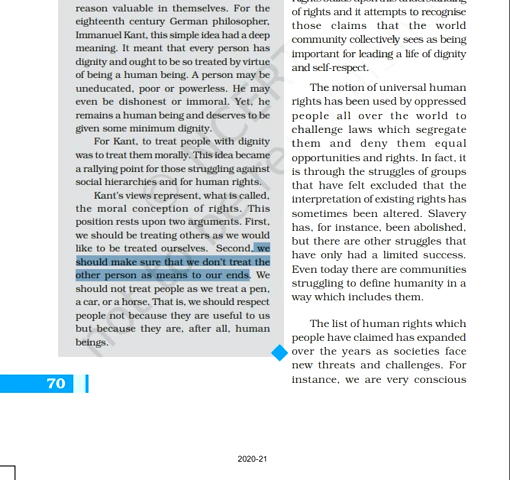 reason valuable in themselves. For the
eighteenth century German philosopher,
Immanuel Kant, this simple idea had a deep
meaning. It meant that every person has
dignity and ought to be so treated by virtue
of being a human being. A person may be
uneducated, poor or powerless. He may
even be dishonest or immoral. Yet, he
remains a human being and deserves to be
given some minimum dignity.
For Kant, to treat people with dignity
was to treat them morally. This idea became
a rallying point for those struggling against
social hierarchies and for human rights.
Kant's views represent, what is called,
the moral conception of rights. This
position rests upon two arguments. First,
we should be treating others as we would
like to be treated ourselves. Second, we
should make sure that we don't treat the
other person as means to our ends. We
should not treat people as we treat a pen,
a car, or a horse. That is, we should respect
people not because they are useful to us
but because they are, after all, human
beings.
of rights and it attempts to recognise
those claims that the world
community collectively sees as being
important for leading a life of dignity
and self-respect.
The notion of universal human
rights has been used by oppressed
people all over the world to
challenge laws which segregate
them and deny them equal
opportunities and rights. In fact, it
is through the struggles of groups
that have felt excluded that the
interpretation of existing rights has
sometimes been altered. Slavery
has, for instance, been abolished,
but there are other struggles that
have only had a limited success.
Even today there are communities
struggling to define humanity in a
way which includes them.
The list of human rights which
people have claimed has expanded
over the years as societies face
new threats and challenges. For
instance, we are very conscious
70
2020-21
© NCERT
not to be re